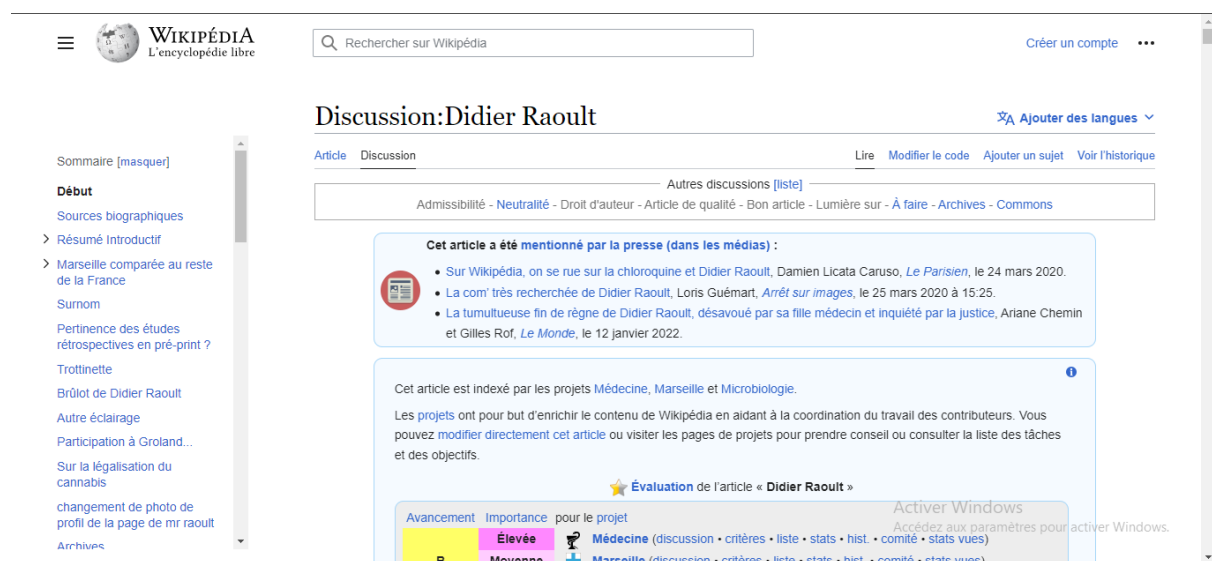 WIKIPÉDIA
L'encyclopédie libre
Rechercher sur Wikipédia
Créer un compte
Discussion:Didier Raoult
Ajouter des langues
Article Discussion
Lire Modifier le code Ajouter un sujet Voir l'historique
Sommaire [masquer]
Début
Sources biographiques
Résumé Introductif
Marseille comparée au reste
de la France
Surnom
Pertinence des études
rétrospectives en pré-print ?
Trottinette
Brûlot de Didier Raoult
Autre éclairage
Participation à Groland...
Sur la légalisation du
cannabis
changement de photo de
profil de la page de mr raoult
Archives
Autres discussions [liste]
Admissibilité - Neutralité - Droit d'auteur - Article de qualité - Bon article - Lumière sur - À faire - Archives - Commons
Cet article a été mentionné par la presse (dans les médias) :
• Sur Wikipédia, on se rue sur la chloroquine et Didier Raoult, Damien Licata Caruso, Le Parisien, le 24 mars 2020.
• La com' très recherchée de Didier Raoult, Loris Guémart, Arrêt sur images, le 25 mars 2020 à 15:25.
• La tumultueuse fin de règne de Didier Raoult, désavoué par sa fille médecin et inquiété par la justice, Ariane Chemin
et Gilles Rof, Le Monde, le 12 janvier 2022.
Cet article est indexé par les projets Médecine, Marseille et Microbiologie.
Les projets ont pour but d'enrichir le contenu de Wikipédia en aidant à la coordination du travail des contributeurs. Vous
pouvez modifier directement cet article ou visiter les pages de projets pour prendre conseil ou consulter la liste des tâches
et des objectifs.
Évaluation de l'article « Didier Raoult »
Avancement Importance pour le projet
Élevée Médecine (discussion • critères • liste • stats • hist. • comité • stats vues)
B Moyenne Marseille (discussion • critères • liste • stats • hist. • comité • stats vues)
Activer Windows
Accédez aux paramètres pour activer Windows.